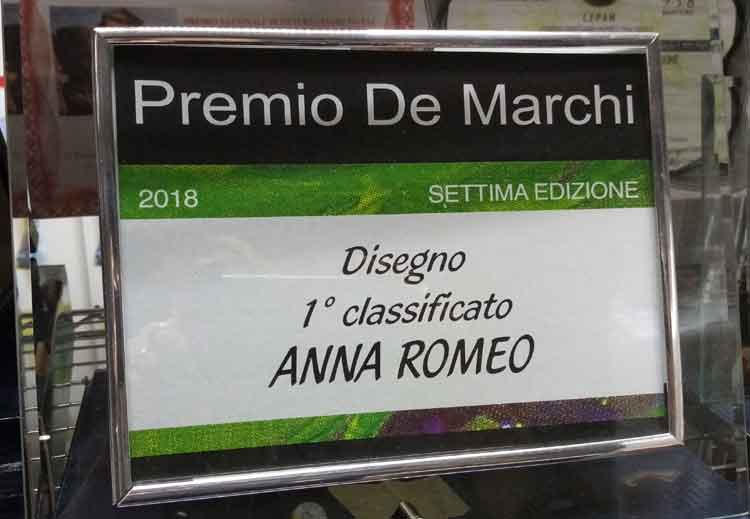 Premio De Marchi
2018 SETTIMA EDIZIONE
Disegno
1° classificato
ANNA ROMEO